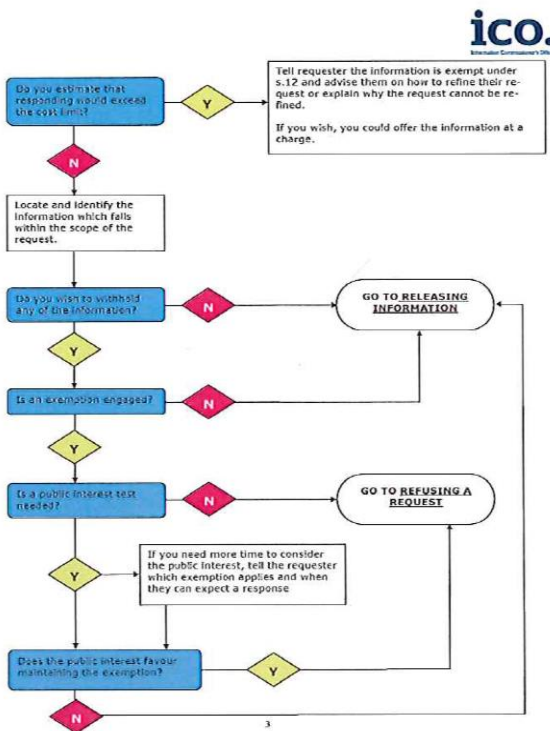 ico.
Information Commissioner's Office
Do you estimate that
responding would exceed
the cost limit?
Y
Tell requester the information is exempt under
s.12 and advise them on how to refine their re-
quest or explain why the request cannot be re-
fined.
If you wish, you could offer the information at a
charge.
N
Locate and identify the
information which falls
within the scope of the
request.
Do you wish to withhold
any of the information?
N
GO TO RELEASING
INFORMATION
Y
Is an exemption engaged?
N
Y
Is a public interest test
needed?
N
GO TO REFUSING A
REQUEST
If you need more time to consider
the public interest, tell the requester
which exemption applies and when
they can expect a response
Y
Does the public interest favour
maintaining the exemption?
Y
N
3